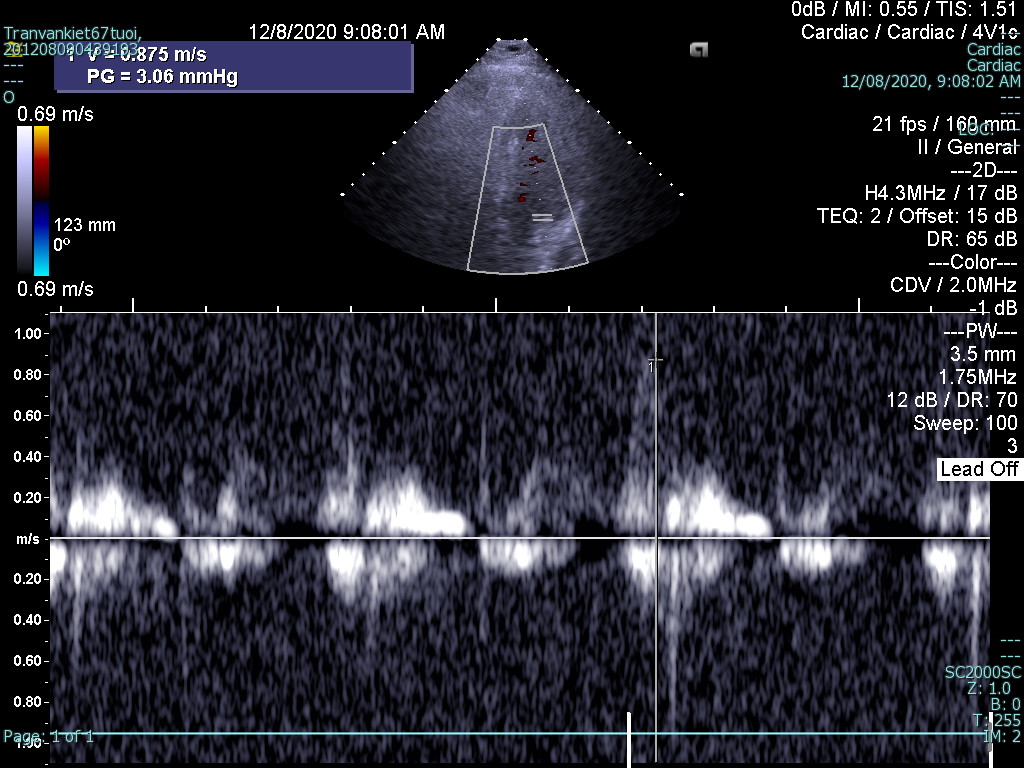 Tranvankiet67tuoi,
201208090439193
---
---
O
12/8/2020 9:08:01 AM
0dB / MI: 0.55 / TIS: 1.51
Cardiac / Cardiac / 4V1c
---
Cardiac
Cardiac
12/08/2020, 9:08:02 AM
---
---
LOC: ---
1 V = 0.875 m/s
PG = 3.06 mmHg
0.69 m/s
123 mm
0º
0.69 m/s
21 fps / 160 mm
II / General
---2D---
H4.3MHz / 17 dB
TEQ: 2 / Offset: 15 dB
DR: 65 dB
---Color---
CDV / 2.0MHz
-1 dB
---PW---
3.5 mm
1.75MHz
12 dB / DR: 70
Sweep: 100
3
Lead Off
1.00
0.80
0.60
0.40
0.20
m/s
0.20
0.40
0.60
0.80
1.00
1
---
---
SC2000SC
Z: 1.0
B: 0
T: 255
IM: 2
Page: 1 of 1